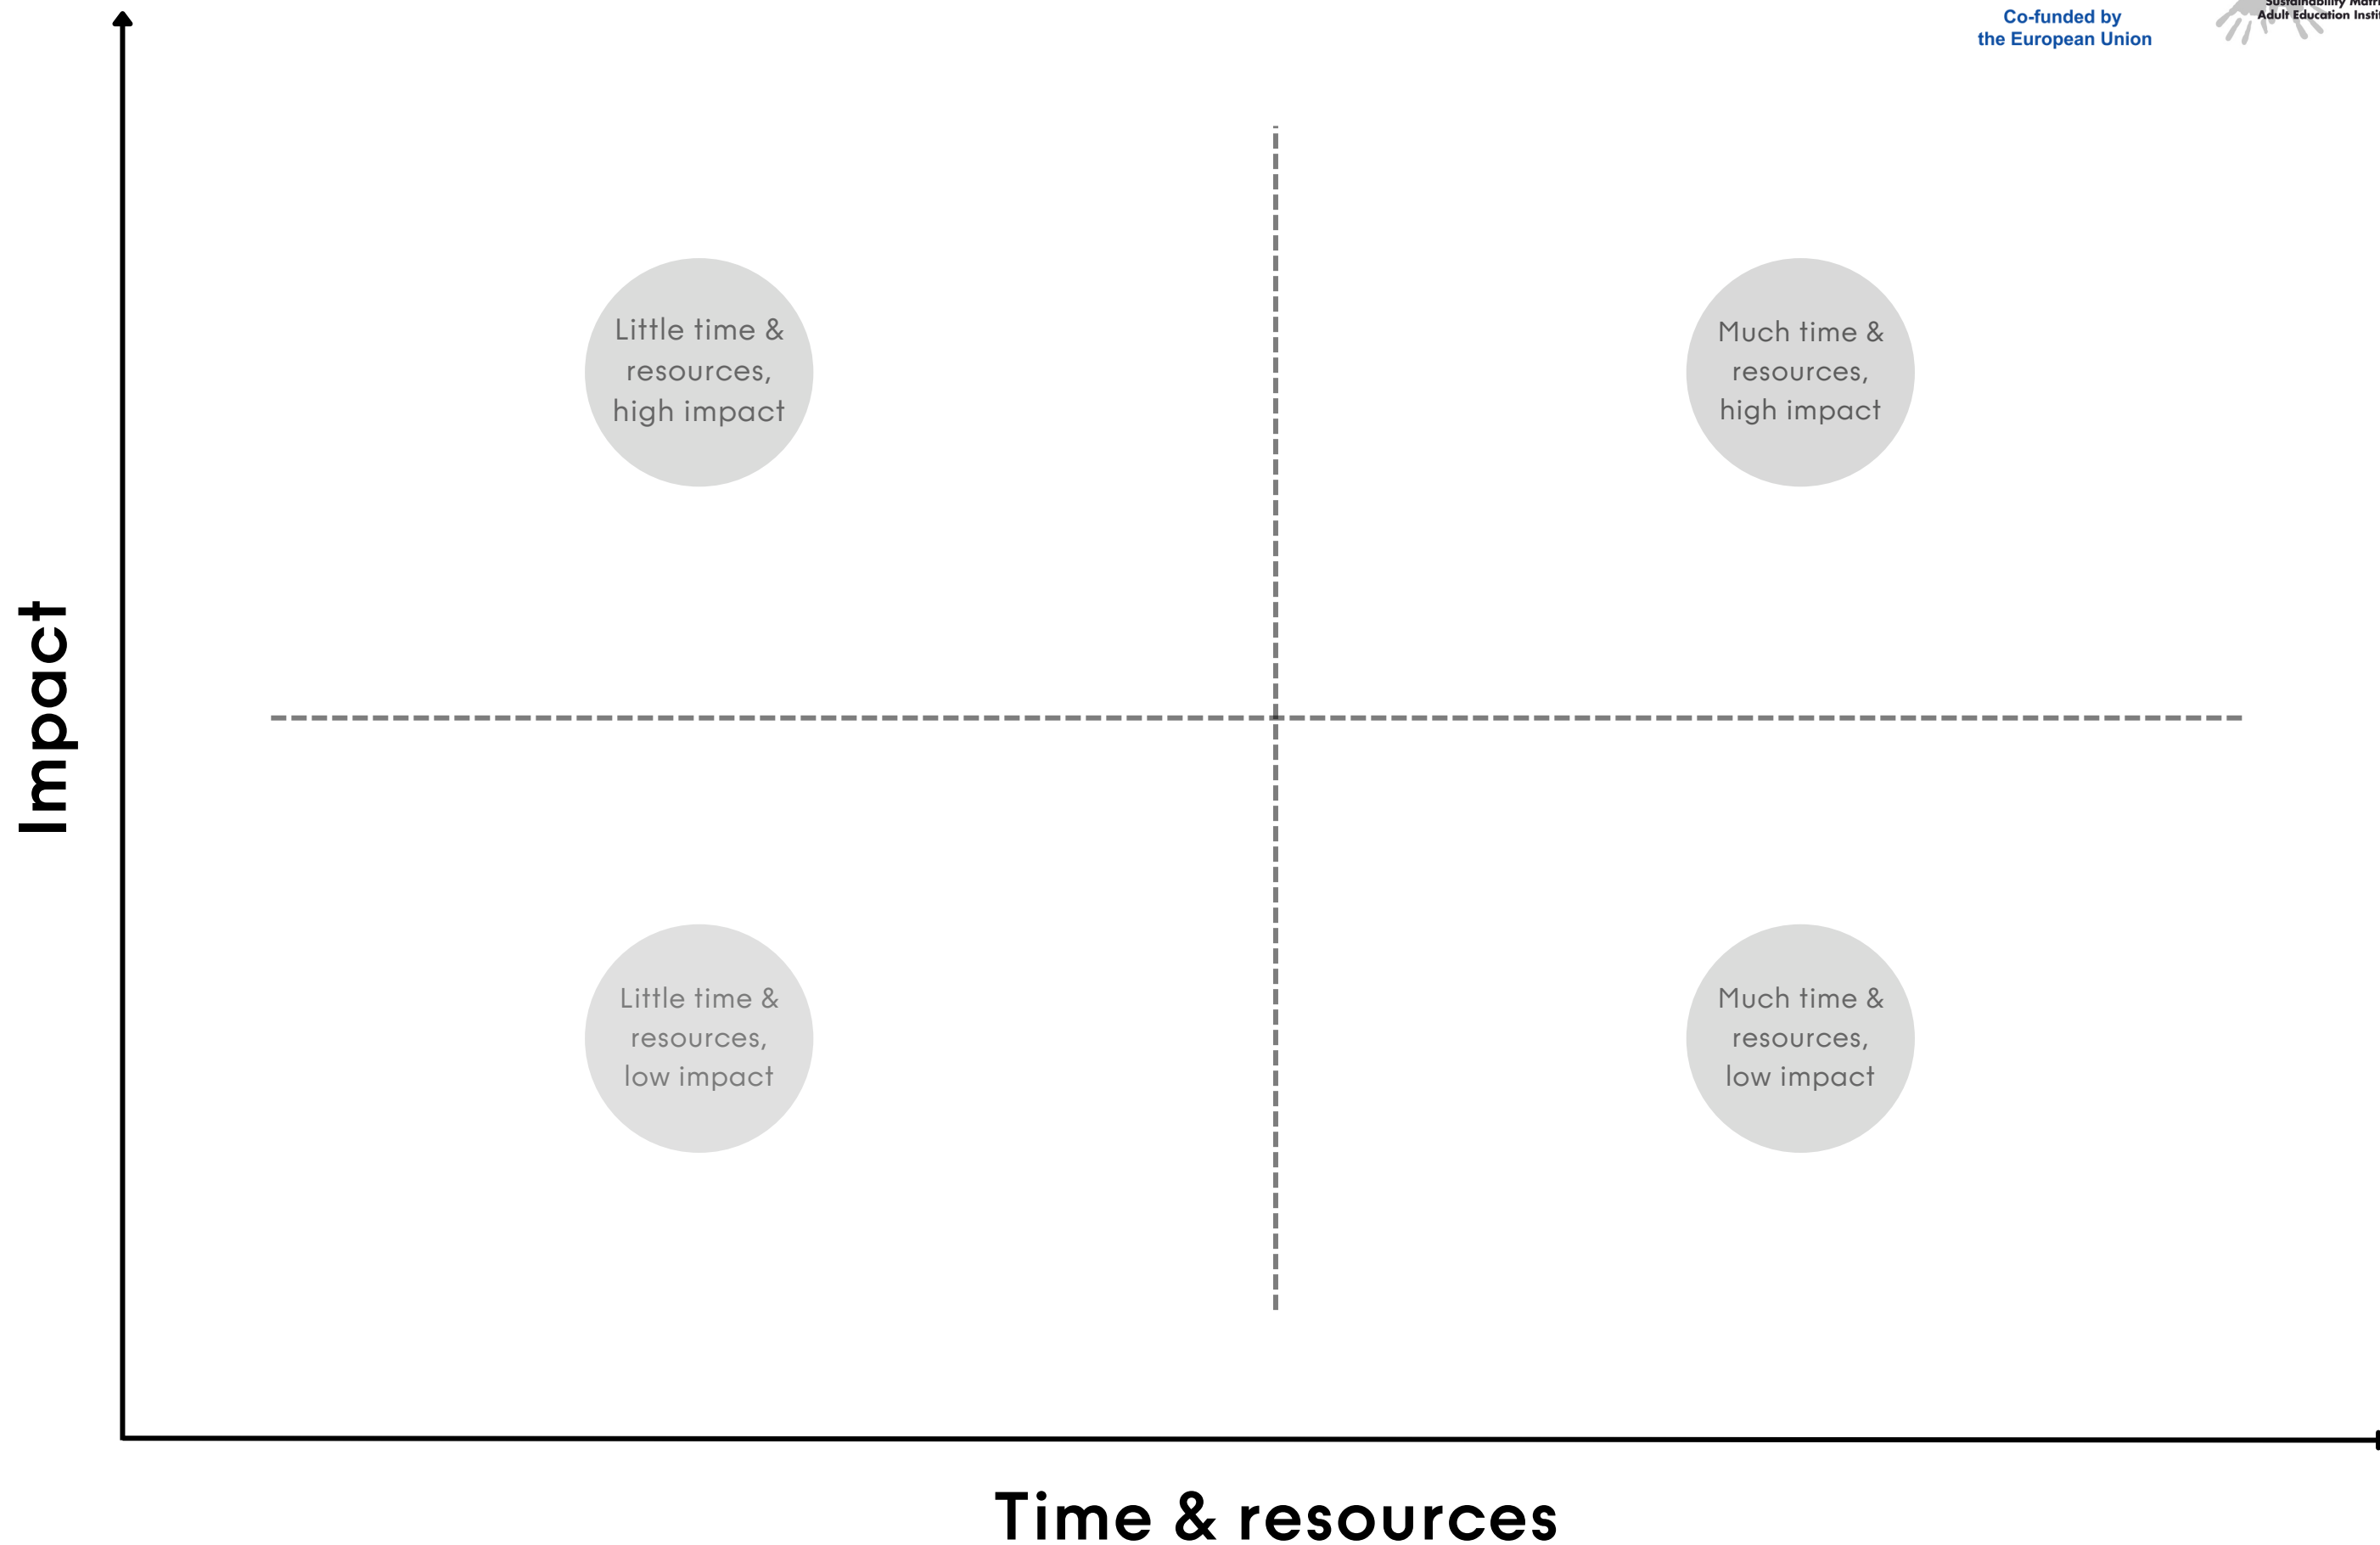 Co-funded by
the European Union
Adult Education
Little time &
resources,
high impact
Much time &
resources,
high impact
Impact
Little time &
resources,
low impact
Much time &
resources,
low impact
Time & resources